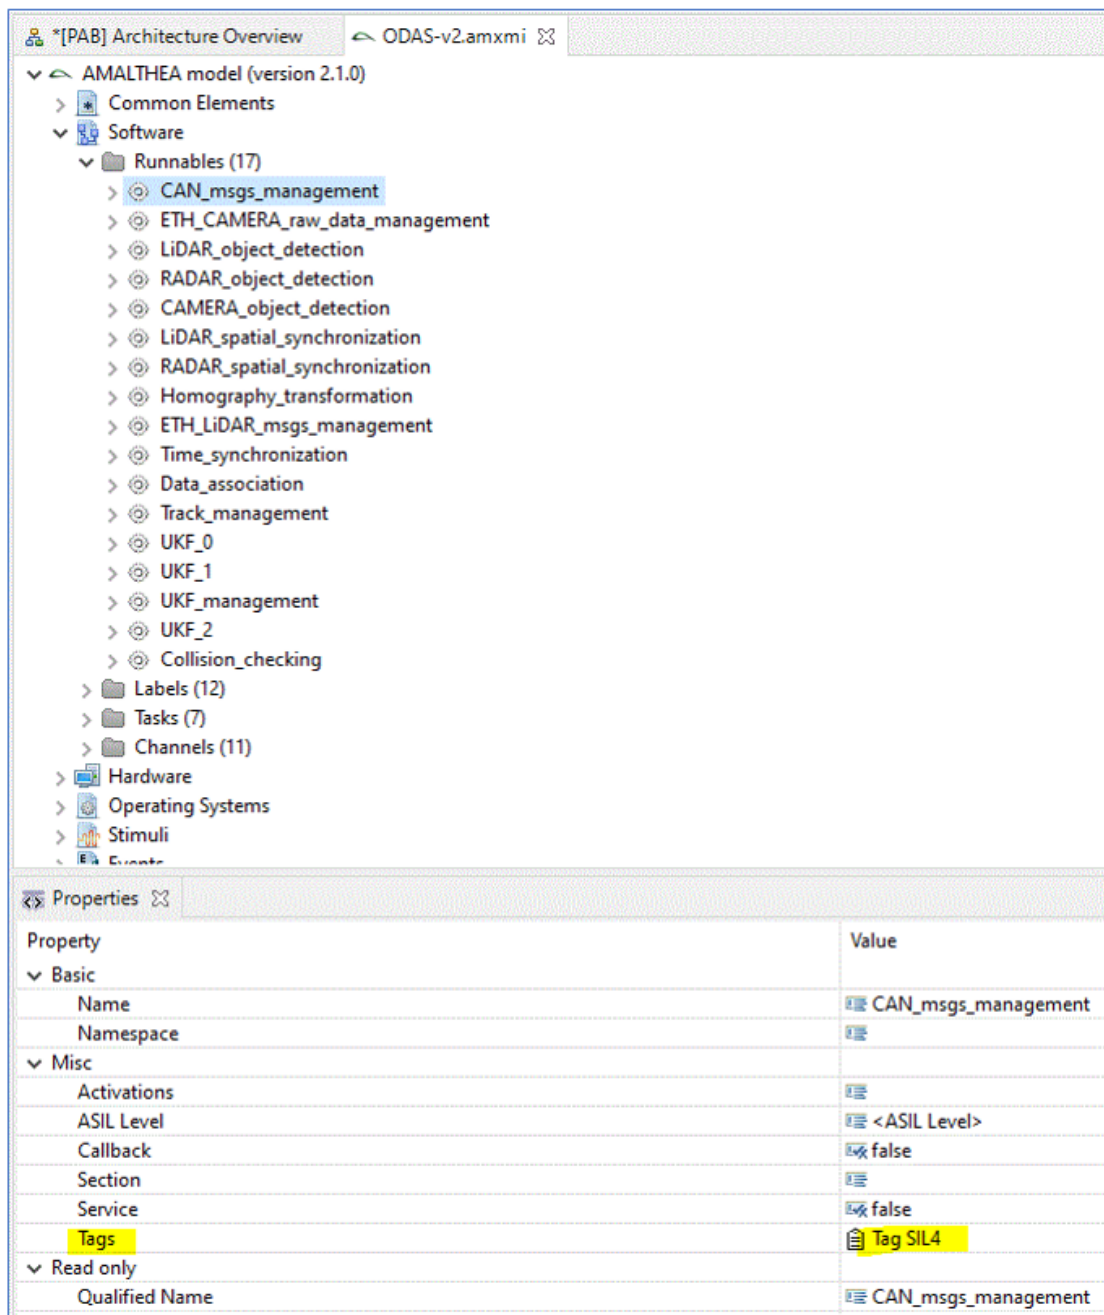 *[PAB] Architecture Overview ODAS-v2.amxmi
AMALTHEA model (version 2.1.0)
Common Elements
Software
Runnables (17)
CAN_msgs_management
ETH_CAMERA_raw_data_management
LiDAR_object_detection
RADAR_object_detection
CAMERA_object_detection
LiDAR_spatial_synchronization
RADAR_spatial_synchronization
Homography_transformation
ETH_LiDAR_msgs_management
Time_synchronization
Data_association
Track_management
UKF_0
UKF_1
UKF_management
UKF_2
Collision_checking
Labels (12)
Tasks (7)
Channels (11)
Hardware
Operating Systems
Stimuli
Events
Properties
Property Value
Basic
Name CAN_msgs_management
Namespace
Misc
Activations
ASIL Level <ASIL Level>
Callback false
Section
Service false
Tags Tag SIL4
Read only
Qualified Name CAN_msgs_management